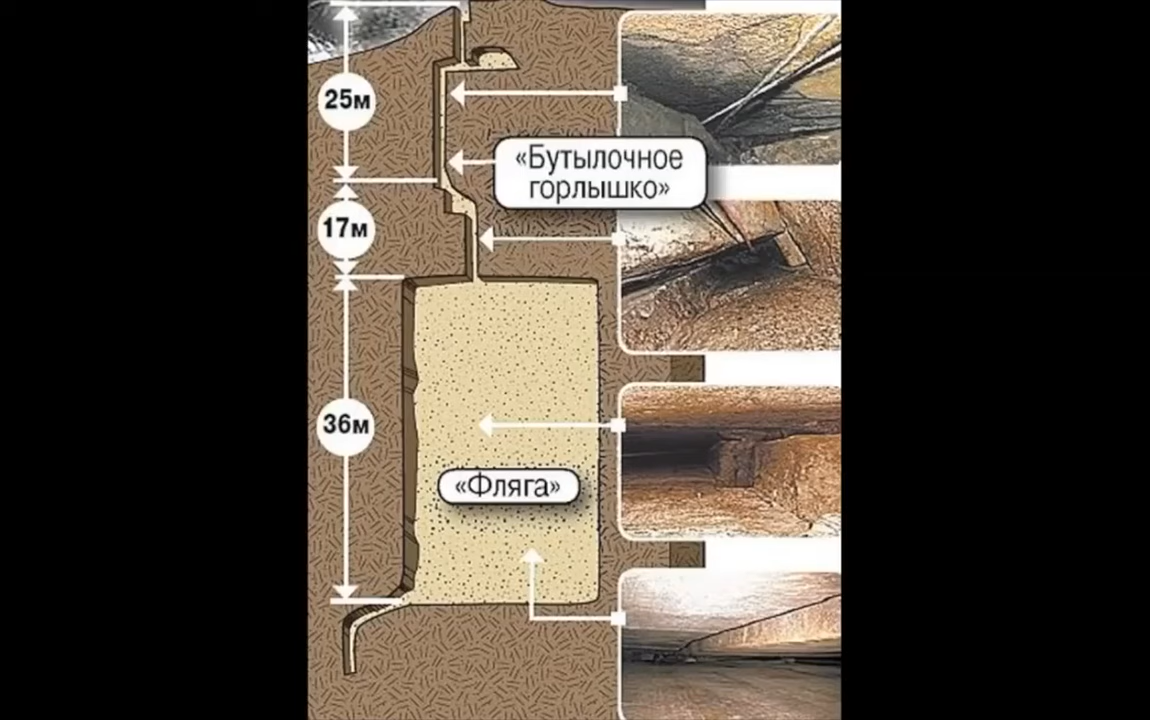 25м
«Бутылочное
горлышко»
17м
36м
«Фляга»